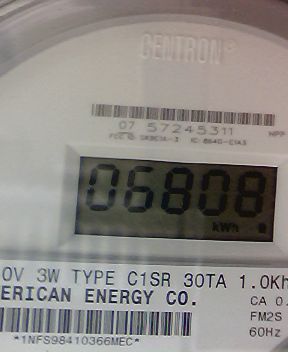 CENTRON®
07 57245311
kWh
06808
0V 3W TYPE C1SR 30TA 1.0Kh
ERICAN ENERGY CO.
CA 0.
FM2S
60Hz
*1NFS98410366MEC*